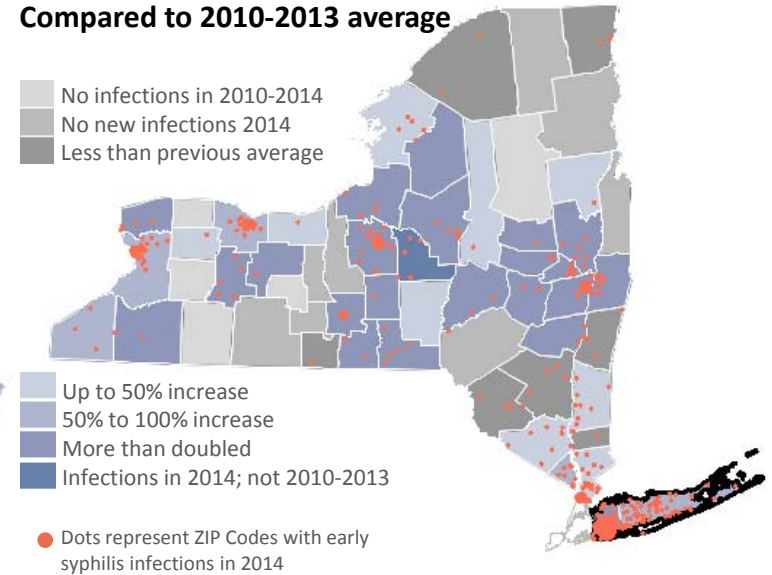 Compared to 2010-2013 average
No infections in 2010-2014
No new infections 2014
Less than previous average
Up to 50% increase
50% to 100% increase
More than doubled
Infections in 2014; not 2010-2013
Dots represent ZIP Codes with early
syphilis infections in 2014